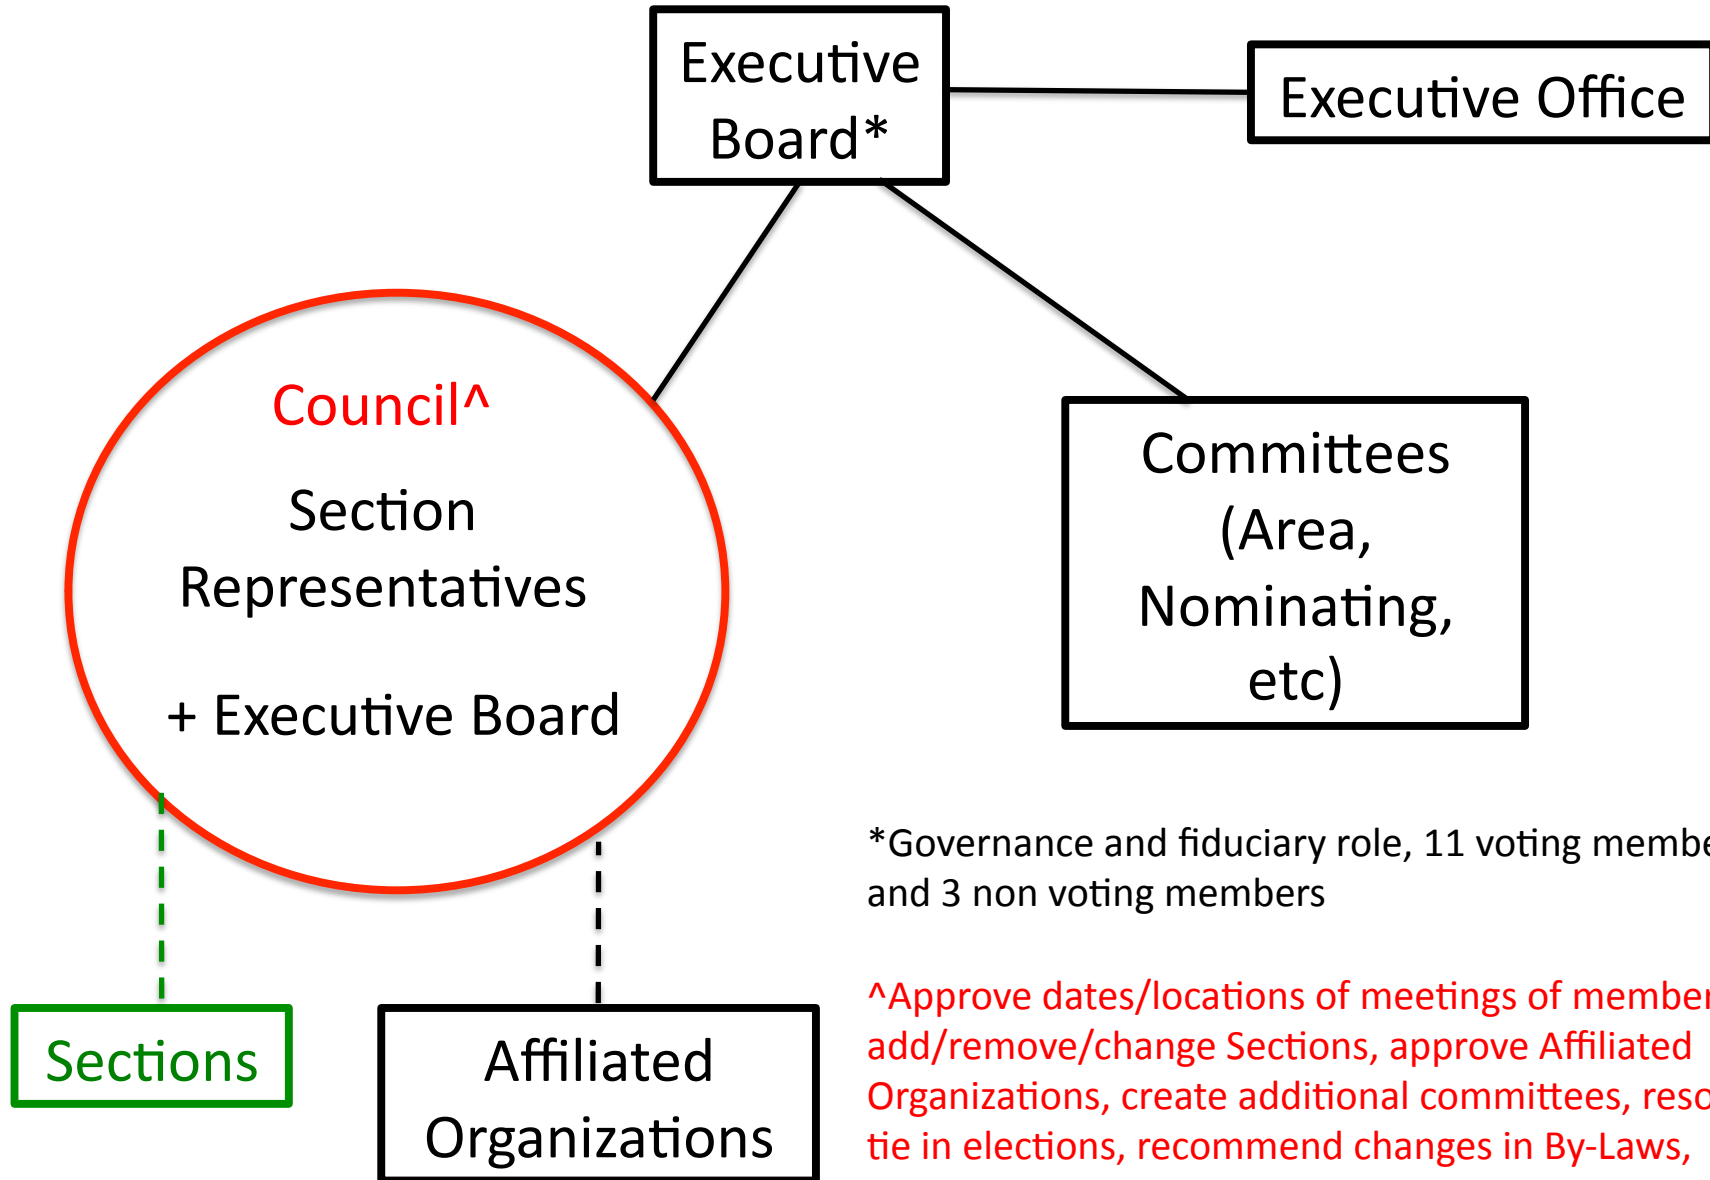 Executive
Board*
Executive Office
Council^
Section
Representatives
+ Executive Board
Committees
(Area,
Nominating,
etc)
Sections
Affiliated
Organizations
*Governance and fiduciary role, 11 voting
and 3 non voting members
^Approve dates/locations of meetings of
add/remove/change Sections, approve Affiliated
Organizations, create additional committees,
tie in elections, recommend changes in By-Laws,